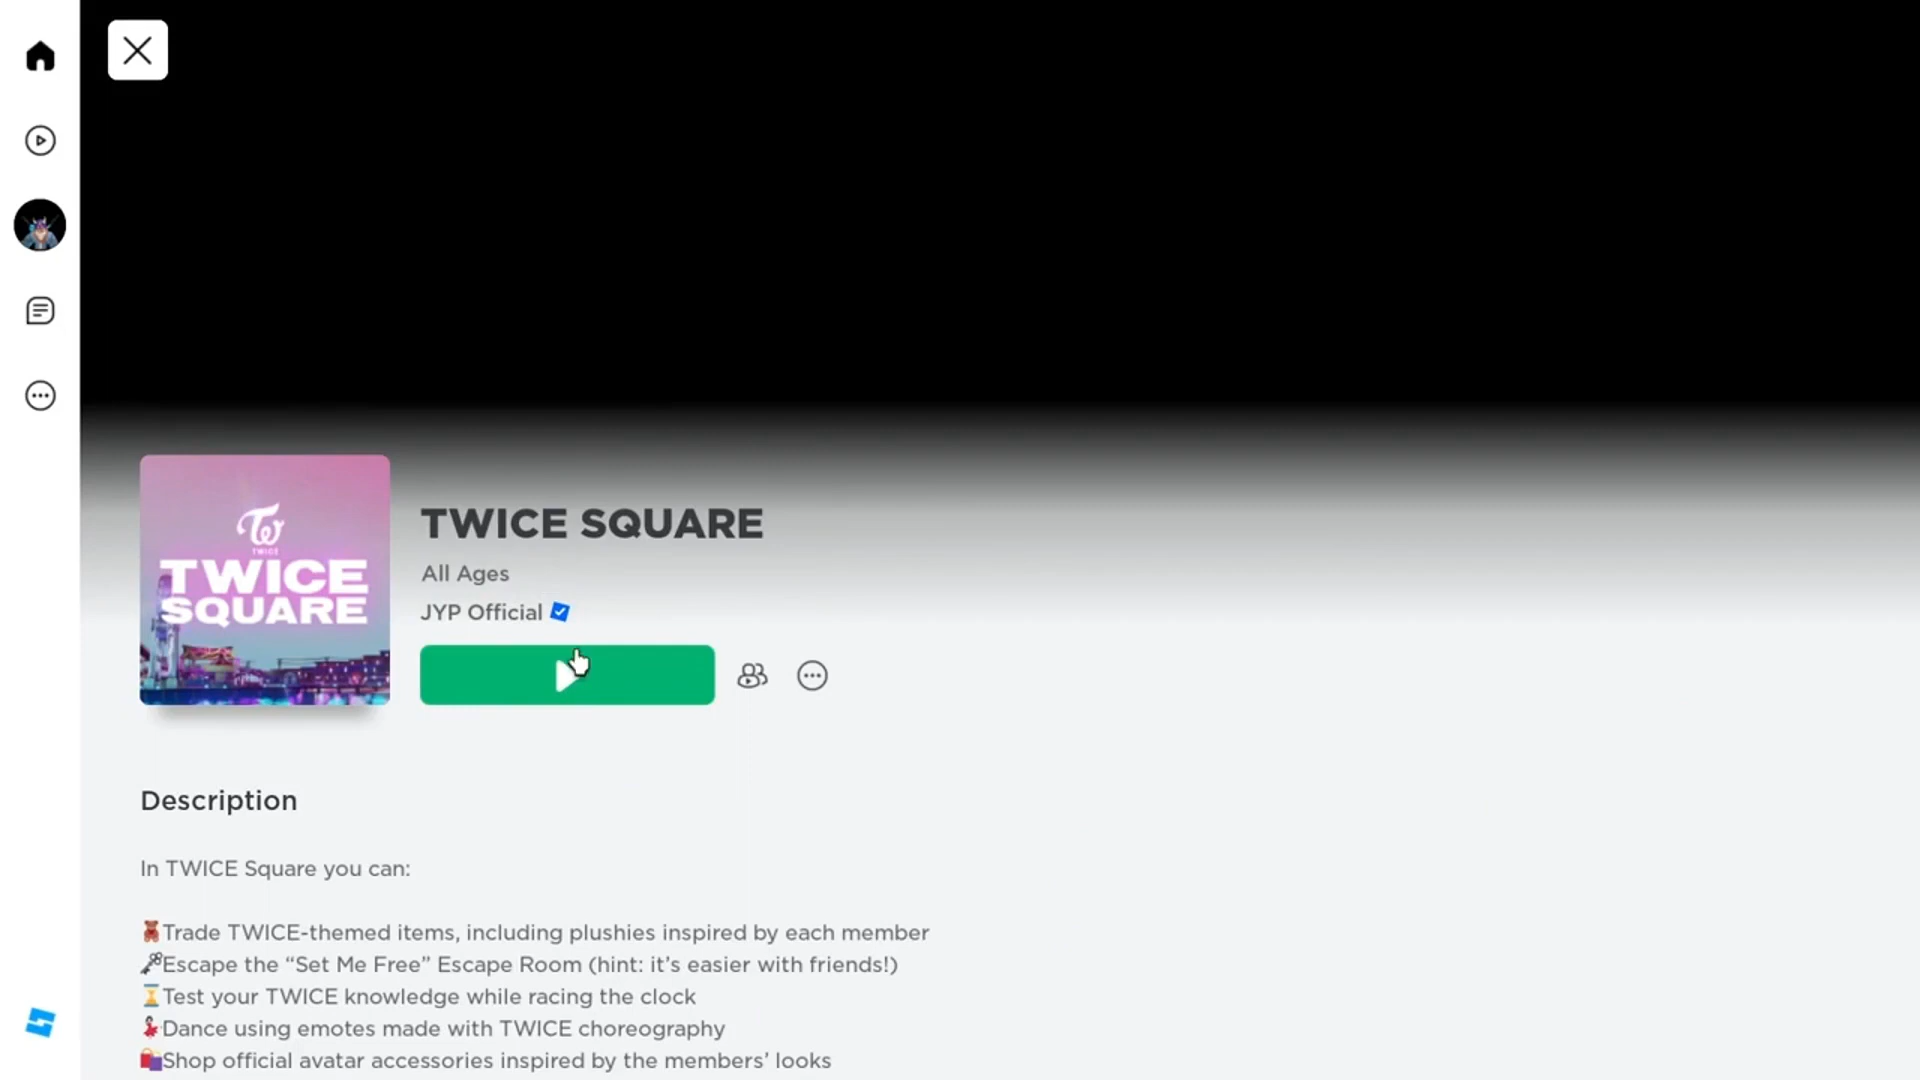 TWICE
TWICE
SQUARE
TWICE SQUARE
All Ages
JYP Official
Description
In TWICE Square you can:
🧸Trade TWICE-themed items, including plushies inspired by each member
🗝️Escape the “Set Me Free” Escape Room (hint: it’s easier with friends!)
⏳Test your TWICE knowledge while racing the clock
💃Dance using emotes made with TWICE choreography
🛍️Shop official avatar accessories inspired by the members’ looks